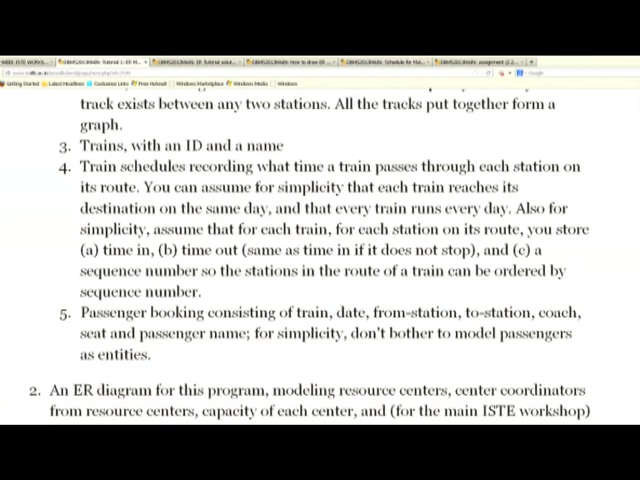 track exists between any two stations. All the tracks put together form a
graph.
3. Trains, with an ID and a name
4. Train schedules recording what time a train passes through each station on
its route. You can assume for simplicity that each train reaches its
destination on the same day, and that every train runs every day. Also for
simplicity, assume that for each train, for each station on its route, you store
(a) time in, (b) time out (same as time in if it does not stop), and (c) a
sequence number so the stations in the route of a train can be ordered by
sequence number.
5. Passenger booking consisting of train, date, from-station, to-station, coach,
seat and passenger name; for simplicity, don't bother to model passengers
as entities.
2. An ER diagram for this program, modeling resource centers, center coordinators
from resource centers, capacity of each center, and (for the main ISTE workshop)